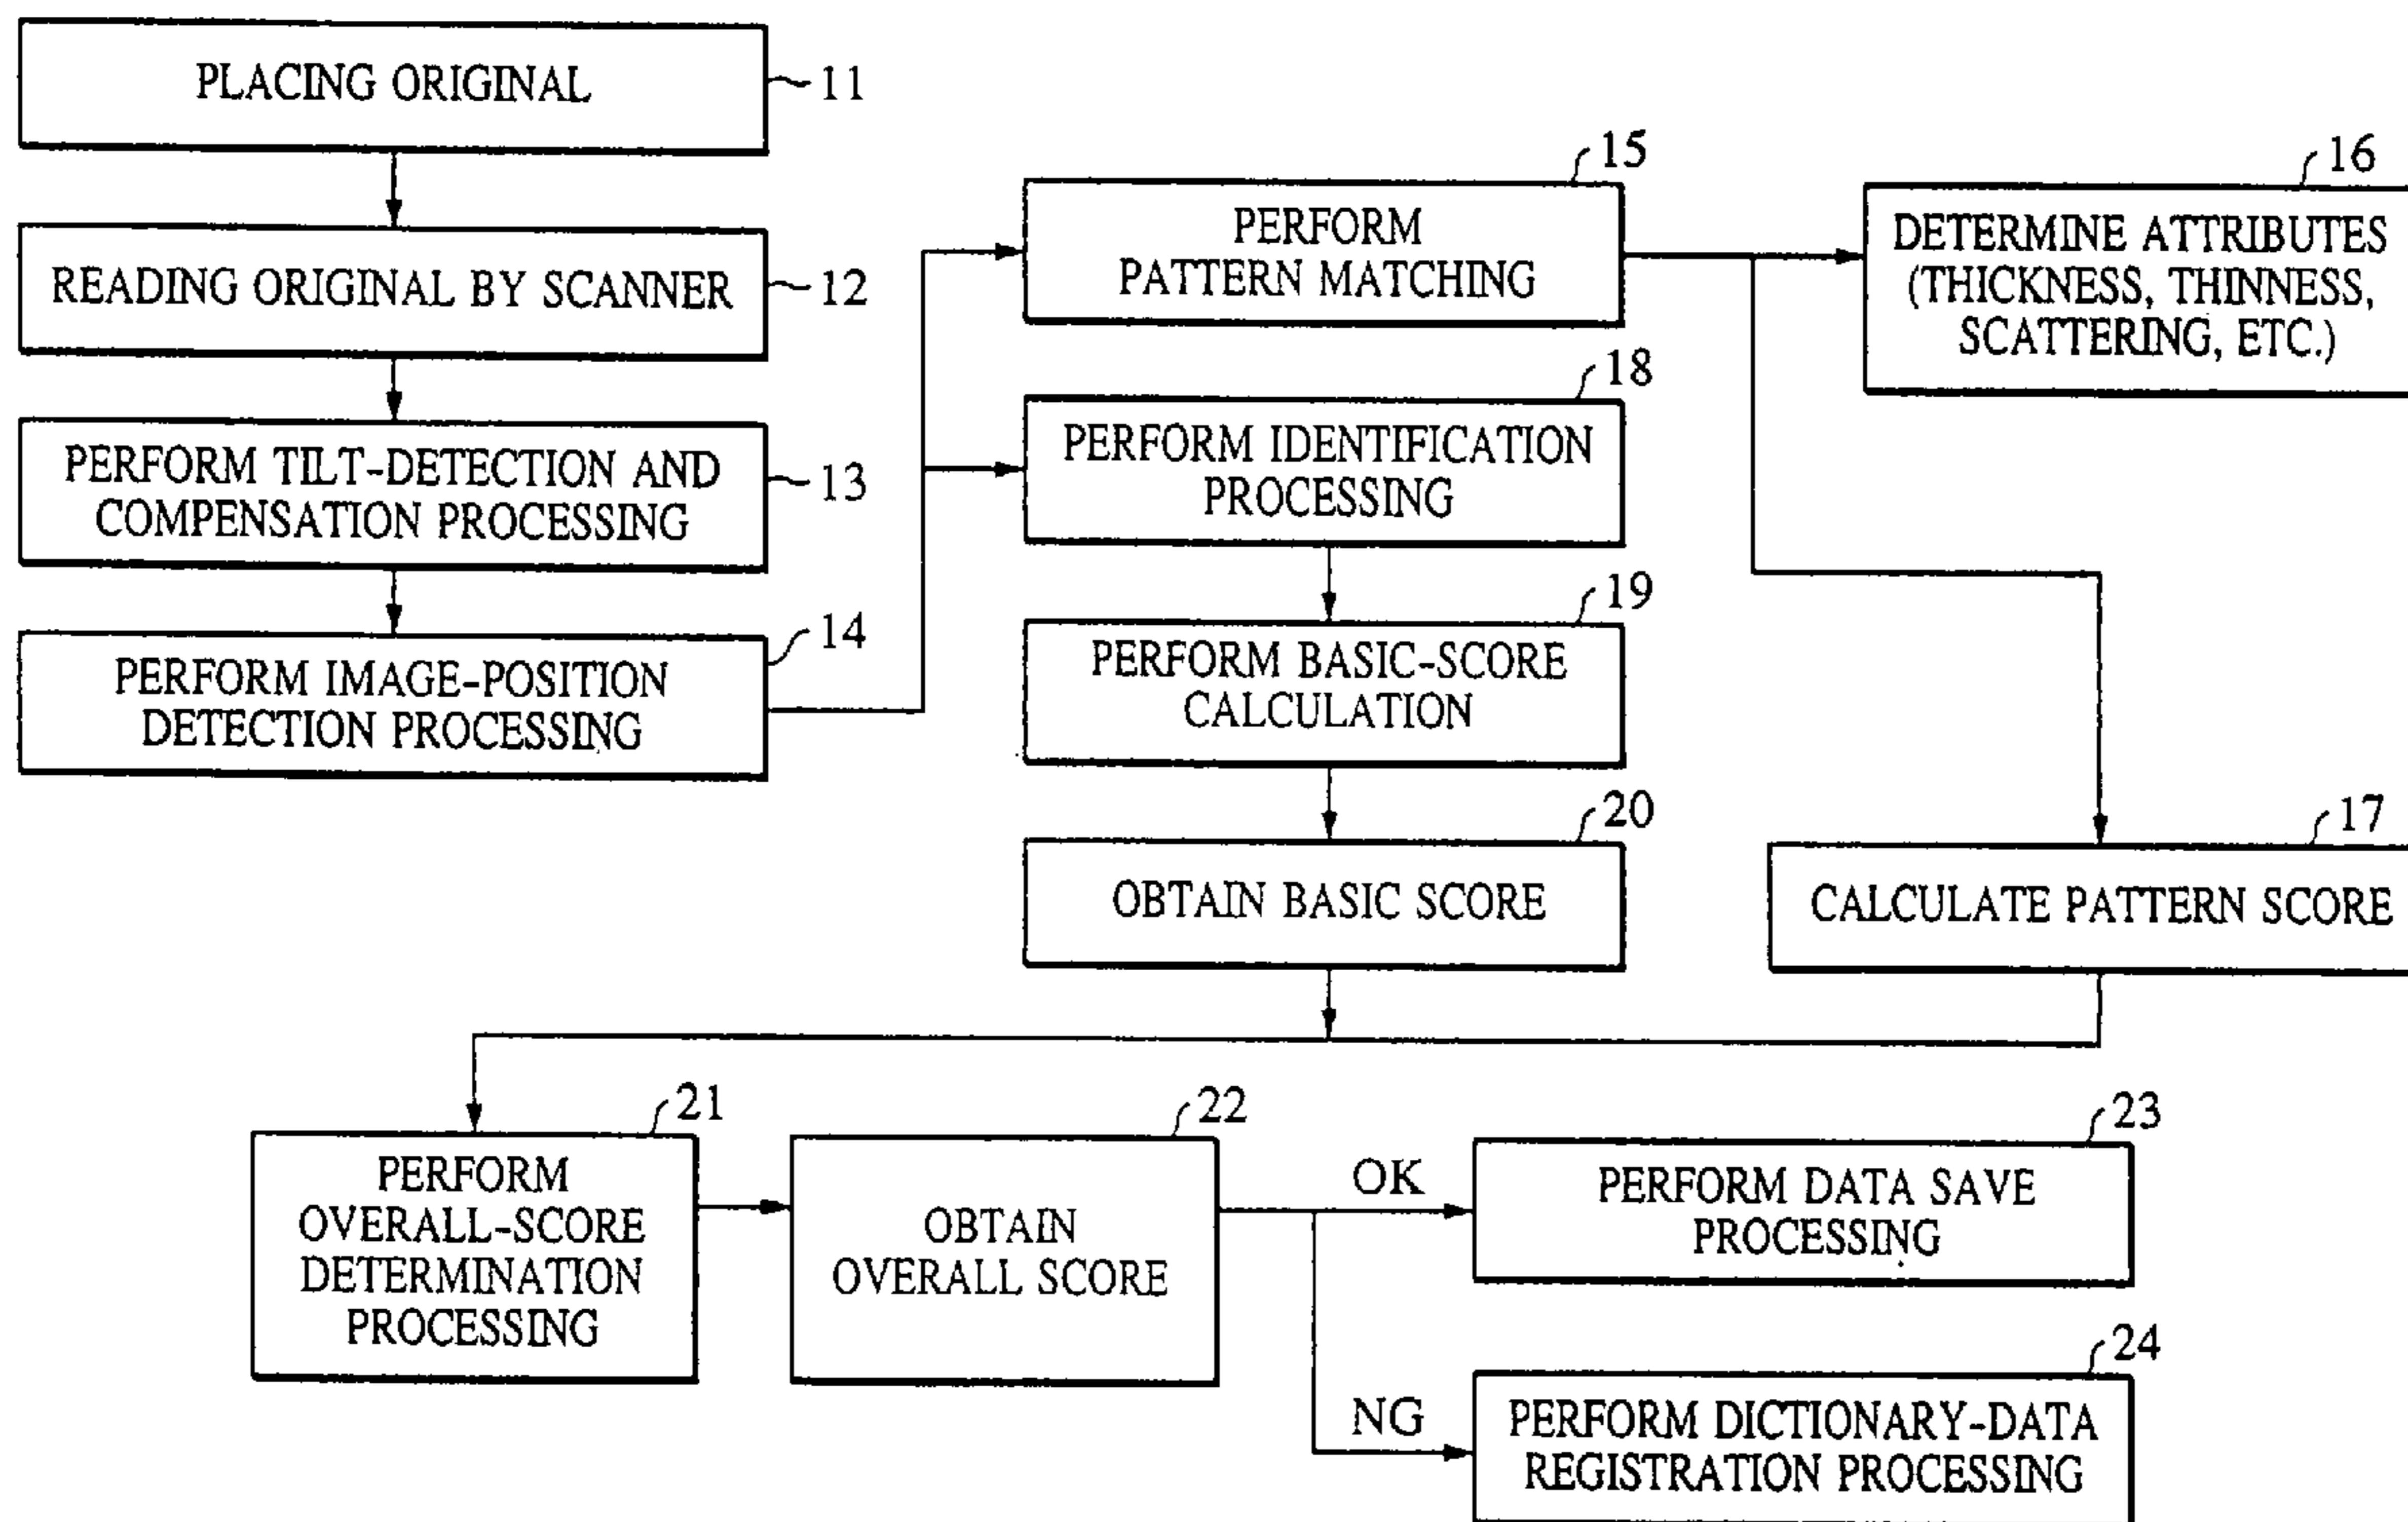 PLACING ORIGINAL
11
READING ORIGINAL BY SCANNER
12
PERFORM TILT-DETECTION AND
COMPENSATION PROCESSING
13
PERFORM IMAGE-POSITION
DETECTION PROCESSING
14
PERFORM
PATTERN MATCHING
15
DETERMINE ATTRIBUTES
(THICKNESS, THINNESS,
SCATTERING, ETC.)
16
CALCULATE PATTERN SCORE
17
PERFORM IDENTIFICATION
PROCESSING
18
PERFORM BASIC-SCORE
CALCULATION
19
OBTAIN BASIC SCORE
20
PERFORM
OVERALL-SCORE
DETERMINATION
PROCESSING
21
OBTAIN
OVERALL SCORE
22
OK
PERFORM DATA SAVE
PROCESSING
23
NG
PERFORM DICTIONARY-DATA
REGISTRATION PROCESSING
24